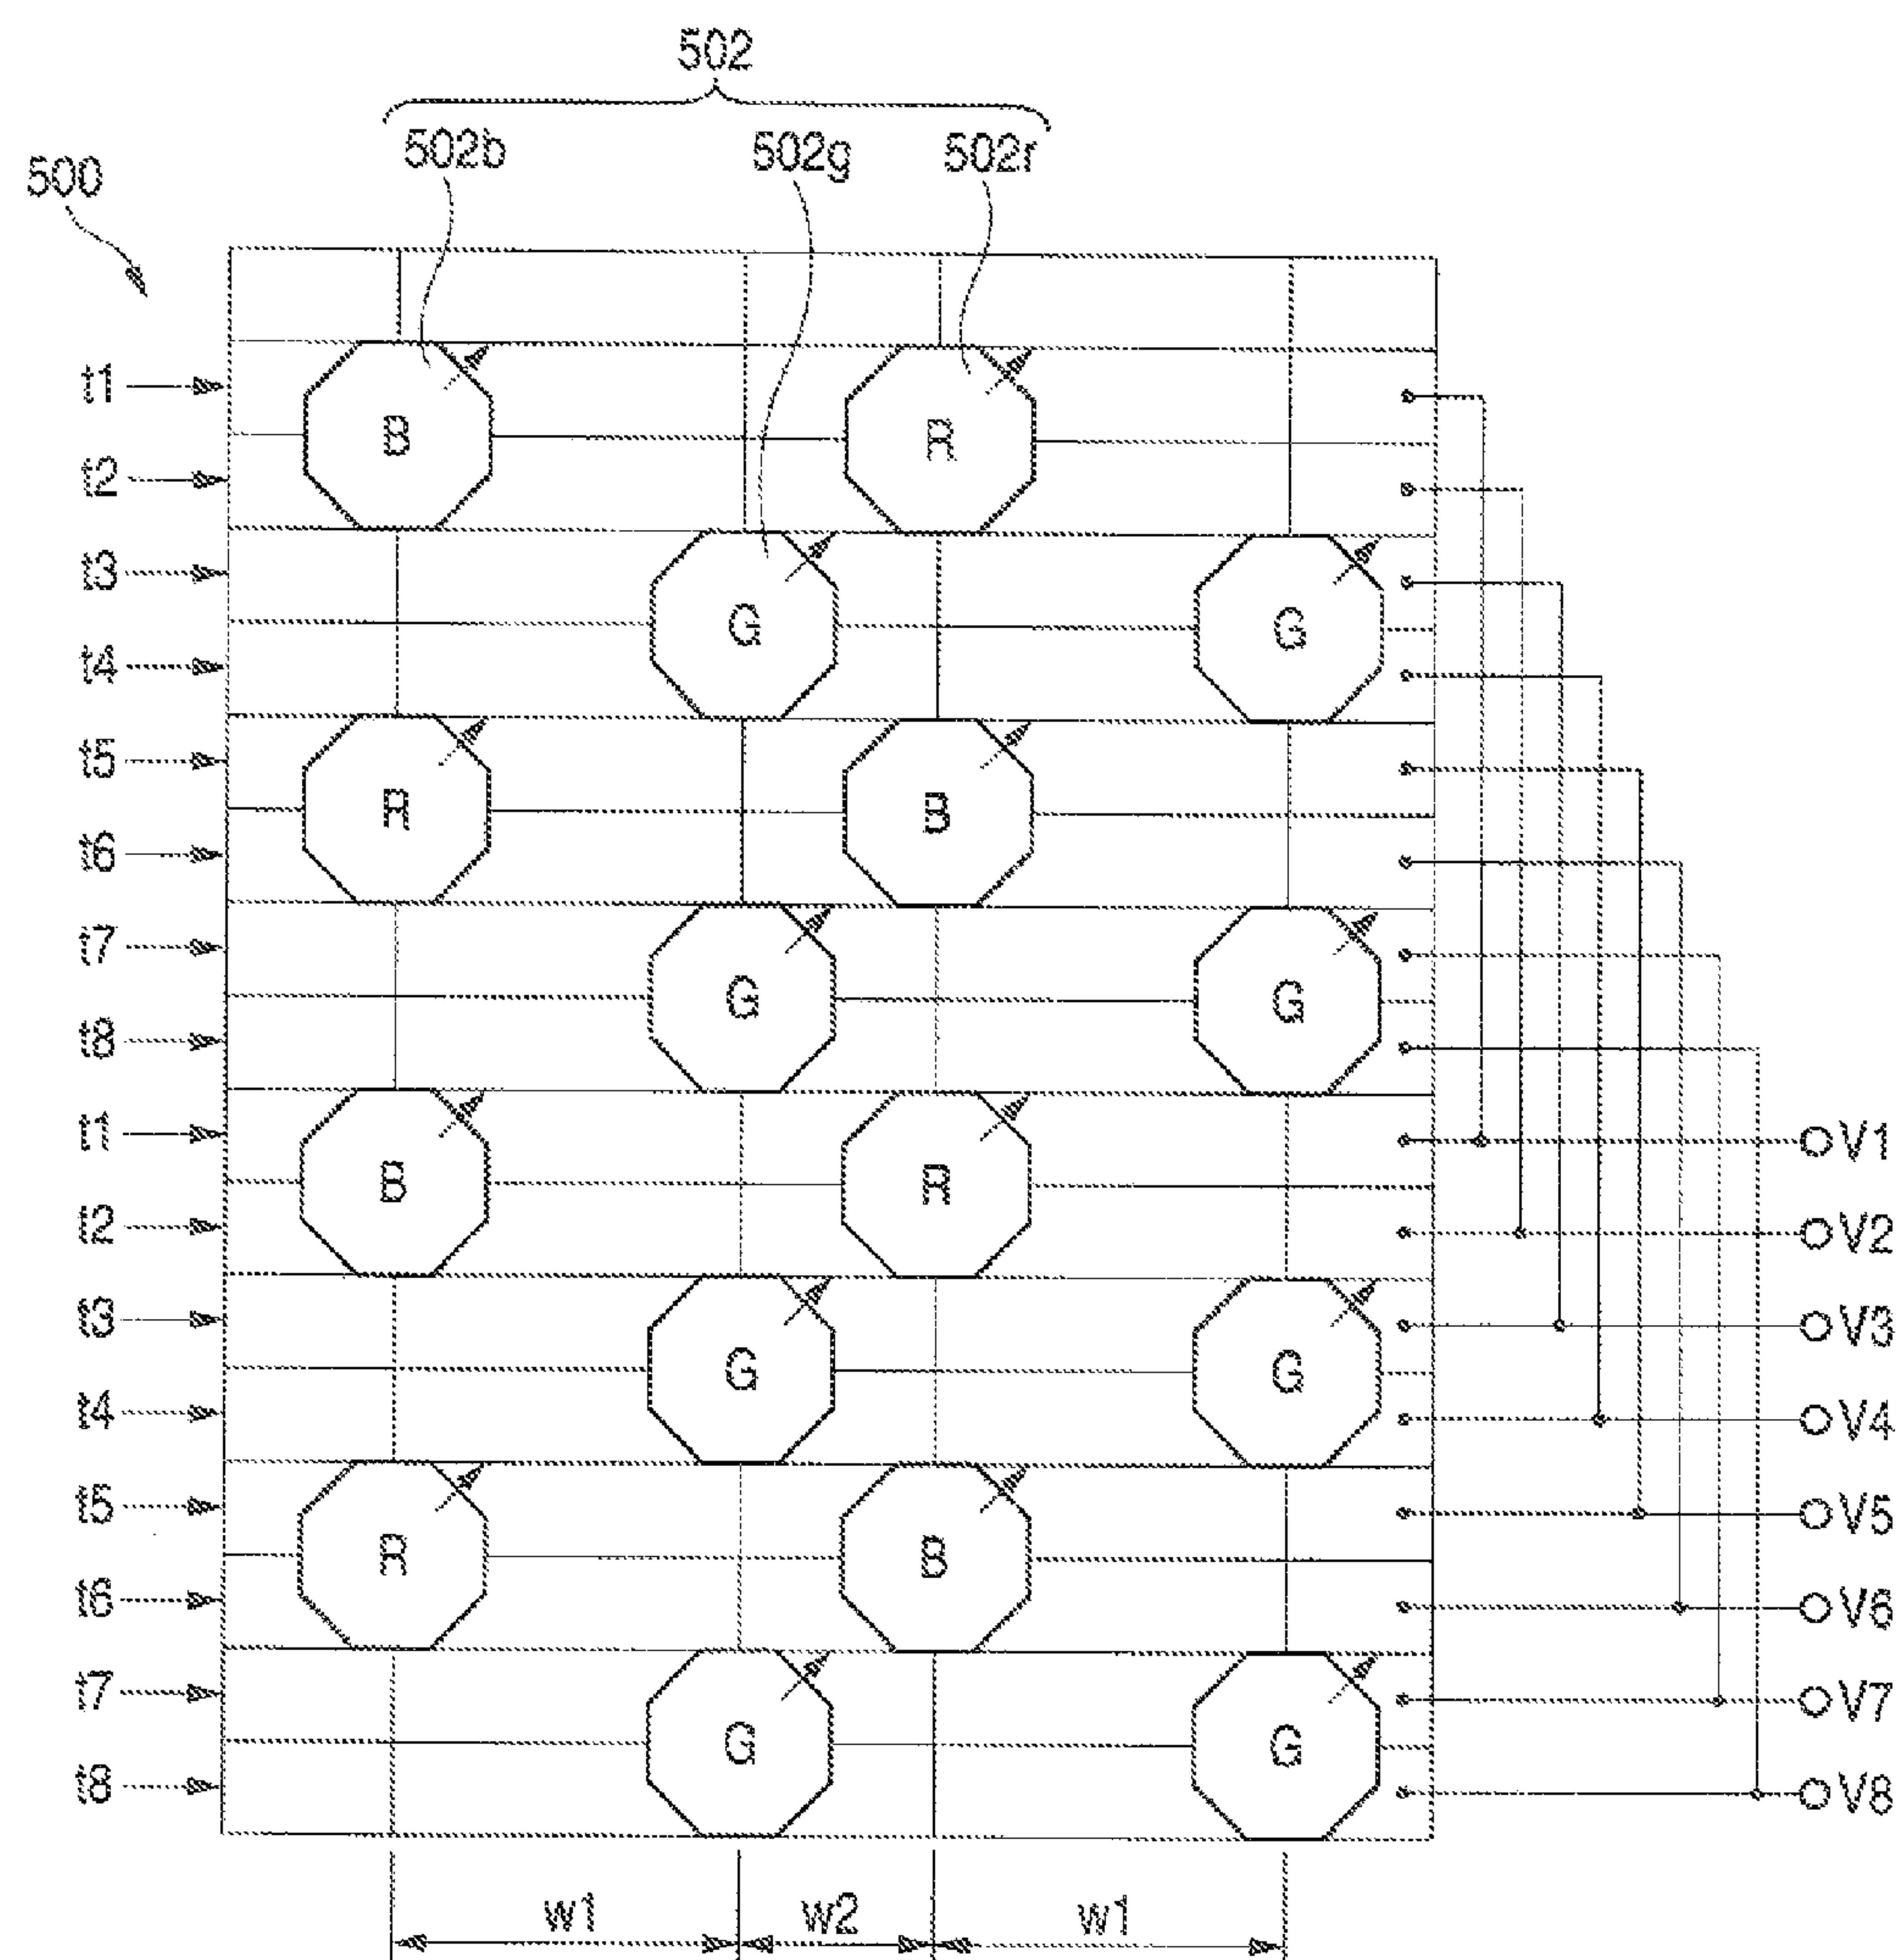 502
502b 502g 502r
500
t1
B R
t2
t3
G G
t4
t5
R B
t6
t7
G G
t8
t1 V1
B R
t2 V2
t3 V3
G G
t4 V4
t5 V5
R B
t6 V6
t7 V7
G G
t8 V8
w1 w2 w1